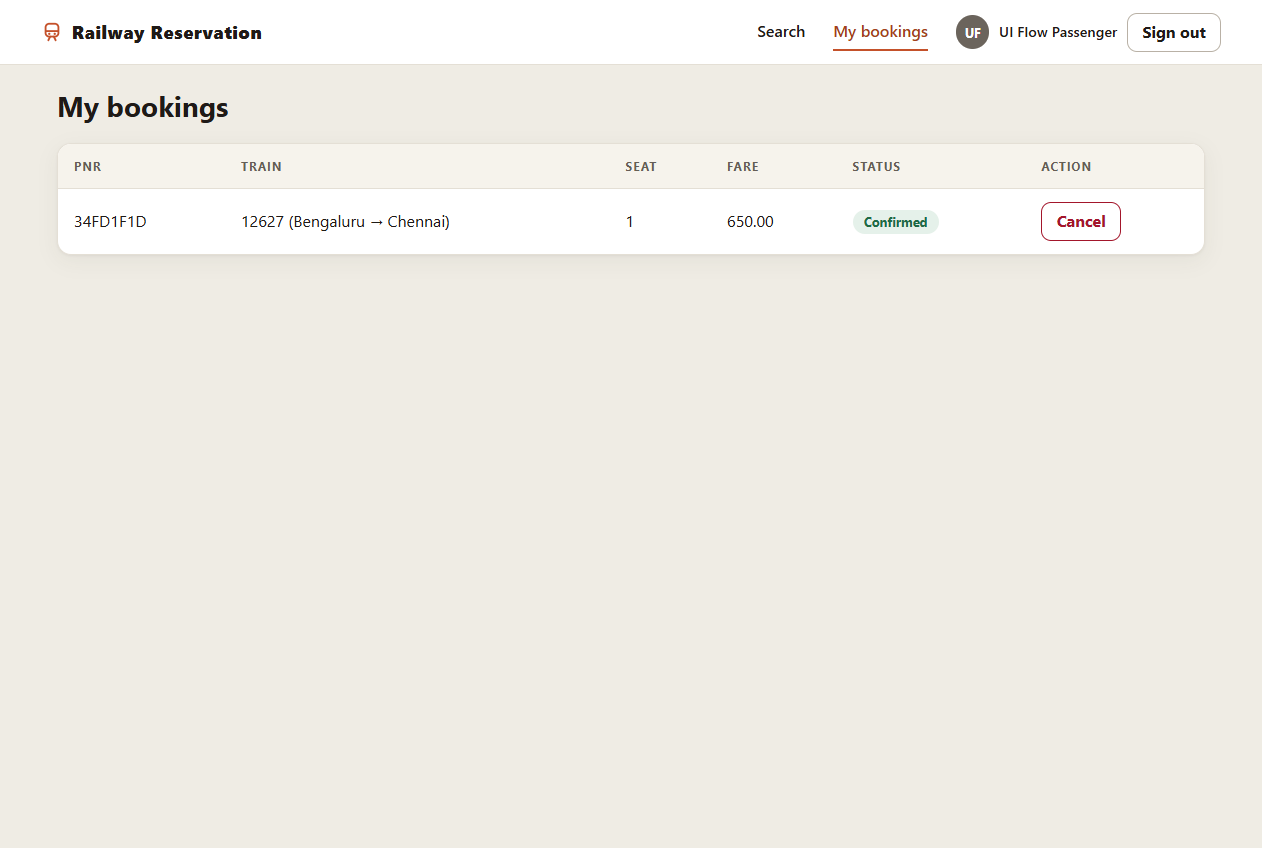 Railway Reservation
Search
My bookings
UF
UI Flow Passenger
Sign out
My bookings
PNR TRAIN SEAT FARE STATUS ACTION
34FD1F1D 12627 (Bengaluru → Chennai) 1 650.00 Confirmed Cancel